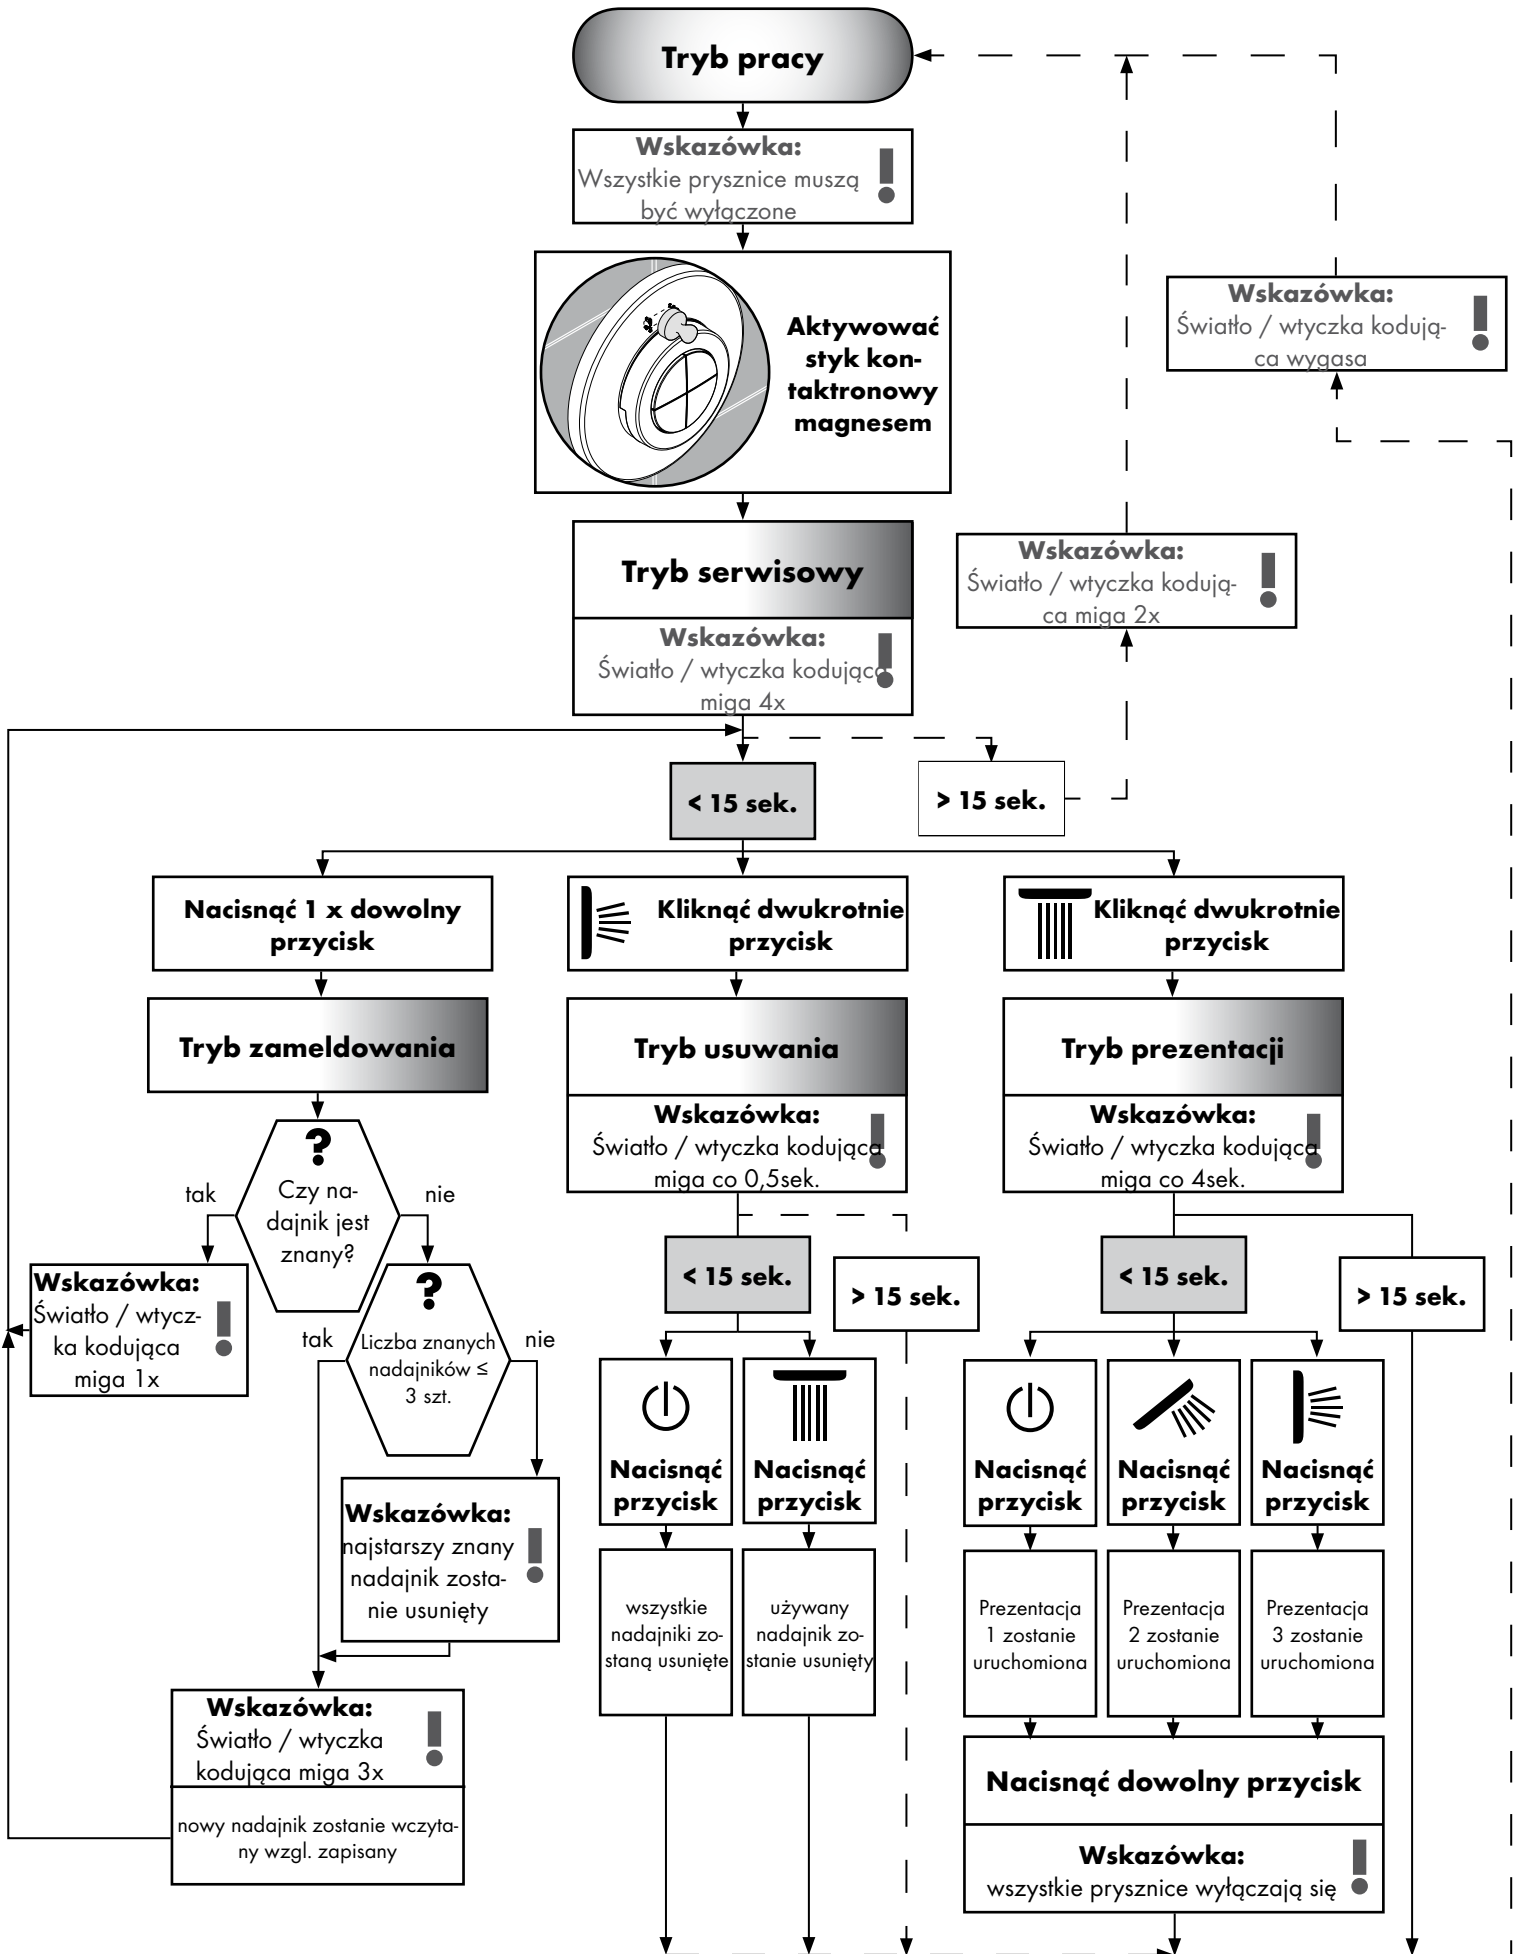 Tryb pracy
Wskazówka:
Wszystkie prysznice muszą
być wyłączone
Aktywować
styk kon-
taktronowy
magnesem
Wskazówka:
Światło / wtyczka kodują-
ca wygasa
Tryb serwisowy
Wskazówka:
Światło / wtyczka kodująca
miga 4x
Wskazówka:
Światło / wtyczka kodują-
ca miga 2x
< 15 sek.
> 15 sek.
Nacisnąć 1 x dowolny
przycisk
Kliknąć dwukrotnie
przycisk
Kliknąć dwukrotnie
przycisk
Tryb zameldowania
Tryb usuwania
Wskazówka:
Światło / wtyczka kodująca
miga co 0,5sek.
Tryb prezentacji
Wskazówka:
Światło / wtyczka kodująca
miga co 4sek.
?
Czy na-
dajnik jest
znany?
tak
nie
Wskazówka:
Światło / wtycz-
ka kodująca
miga 1x
?
Liczba znanych
nadajników ≤
3 szt.
tak
nie
Wskazówka:
najstarszy znany
nadajnik zosta-
nie usunięty
Wskazówka:
Światło / wtyczka
kodująca miga 3x
nowy nadajnik zostanie wczyta-
ny wzgl. zapisany
< 15 sek.
> 15 sek.
Nacisnąć
przycisk
Nacisnąć
przycisk
wszystkie
nadajniki zo-
staną usunięte
używany
nadajnik zo-
stanie usunięty
< 15 sek.
> 15 sek.
Nacisnąć
przycisk
Nacisnąć
przycisk
Nacisnąć
przycisk
Prezentacja
1 zostanie
uruchomiona
Prezentacja
2 zostanie
uruchomiona
Prezentacja
3 zostanie
uruchomiona
Nacisnąć dowolny przycisk
Wskazówka:
wszystkie prysznice wyłączają się